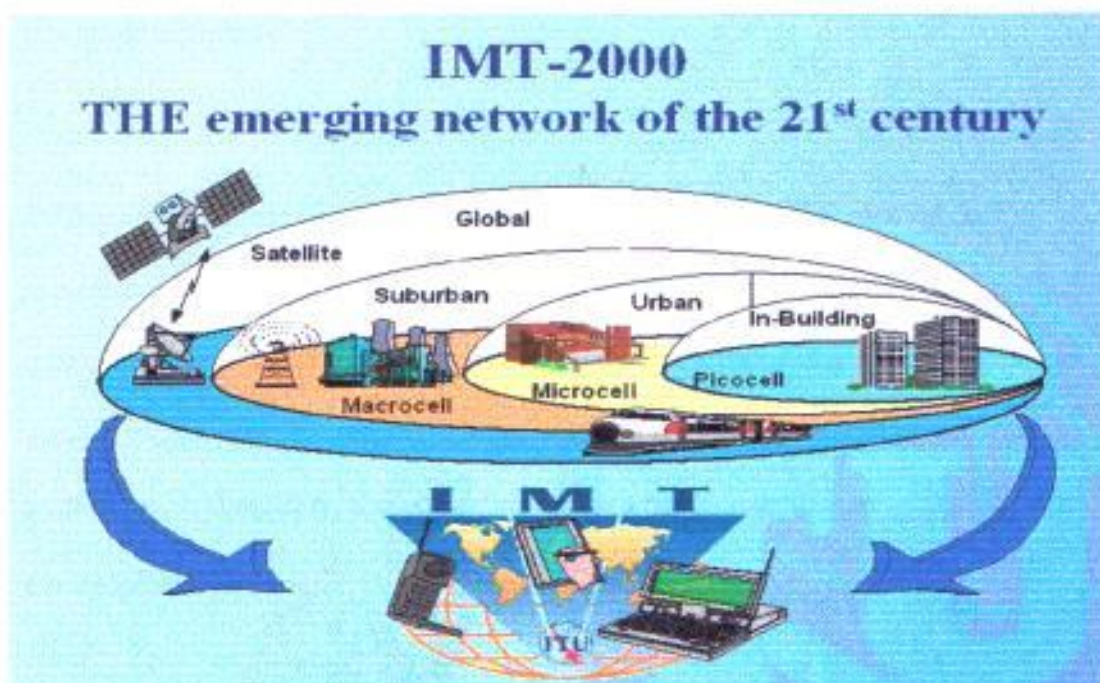 IMT-2000
THE emerging network of the 21st century
Global
Satellite
Suburban
Urban
In-Building
Picocell
Microcell
Macrocell
I M T
ITU